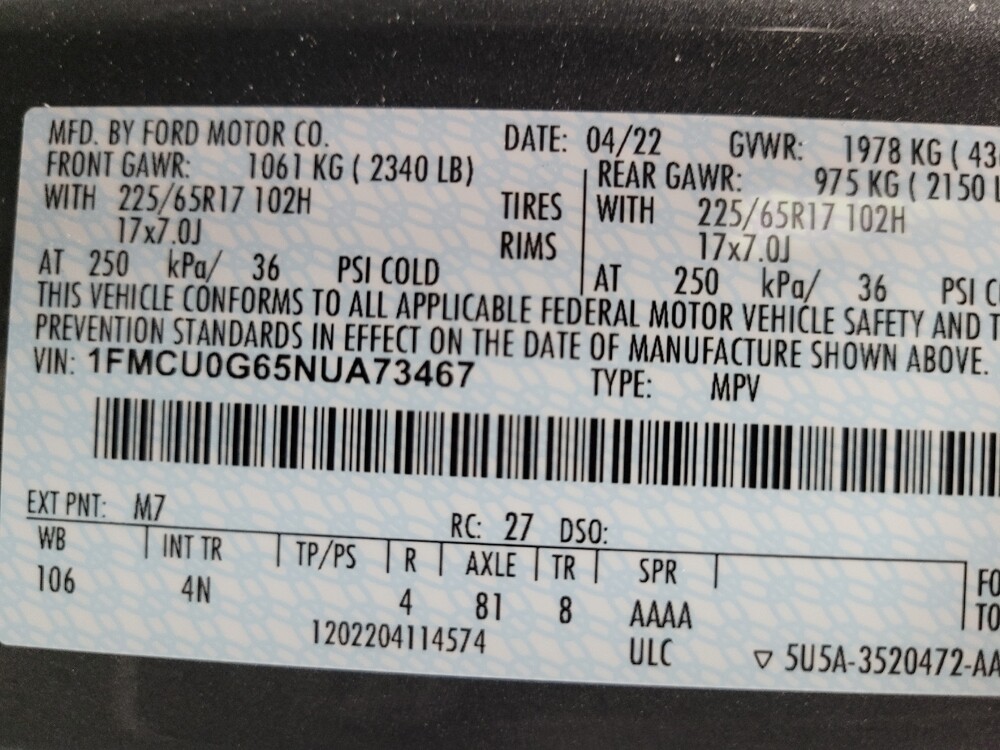 MFD. BY FORD MOTOR CO. DATE: 04/22 GVWR: 1978 KG ( 43
FRONT GAWR: 1061 KG ( 2340 LB) REAR GAWR: 975 KG ( 2150 L
WITH 225/65R17 102H TIRES WITH 225/65R17 102H
17x7.0J RIMS 17x7.0J
AT 250 kPa/ 36 PSI COLD AT 250 kPa/ 36 PSI C
THIS VEHICLE CONFORMS TO ALL APPLICABLE FEDERAL MOTOR VEHICLE SAFETY AND T
PREVENTION STANDARDS IN EFFECT ON THE DATE OF MANUFACTURE SHOWN ABOVE.
VIN: 1FMCU0G65NUA73467 TYPE: MPV
EXT PNT: M7 RC: 27 DSO:
WB INT TR TP/PS R AXLE TR SPR FO
106 4N 4 81 8 AAAA TO
1202204114574 ULC ▽ 5U5A-3520472-AA